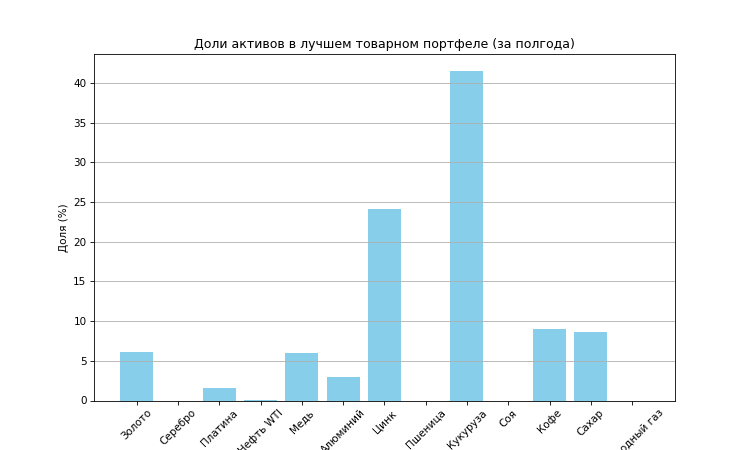 Доли активов в лучшем товарном портфеле (за полгода)
Доля (%)
40
35
30
25
20
15
10
5
0
Золото
Серебро
Платина
Нефть WTI
Медь
Алюминий
Цинк
Пшеница
Кукуруза
Соя
Кофе
Сахар
газ